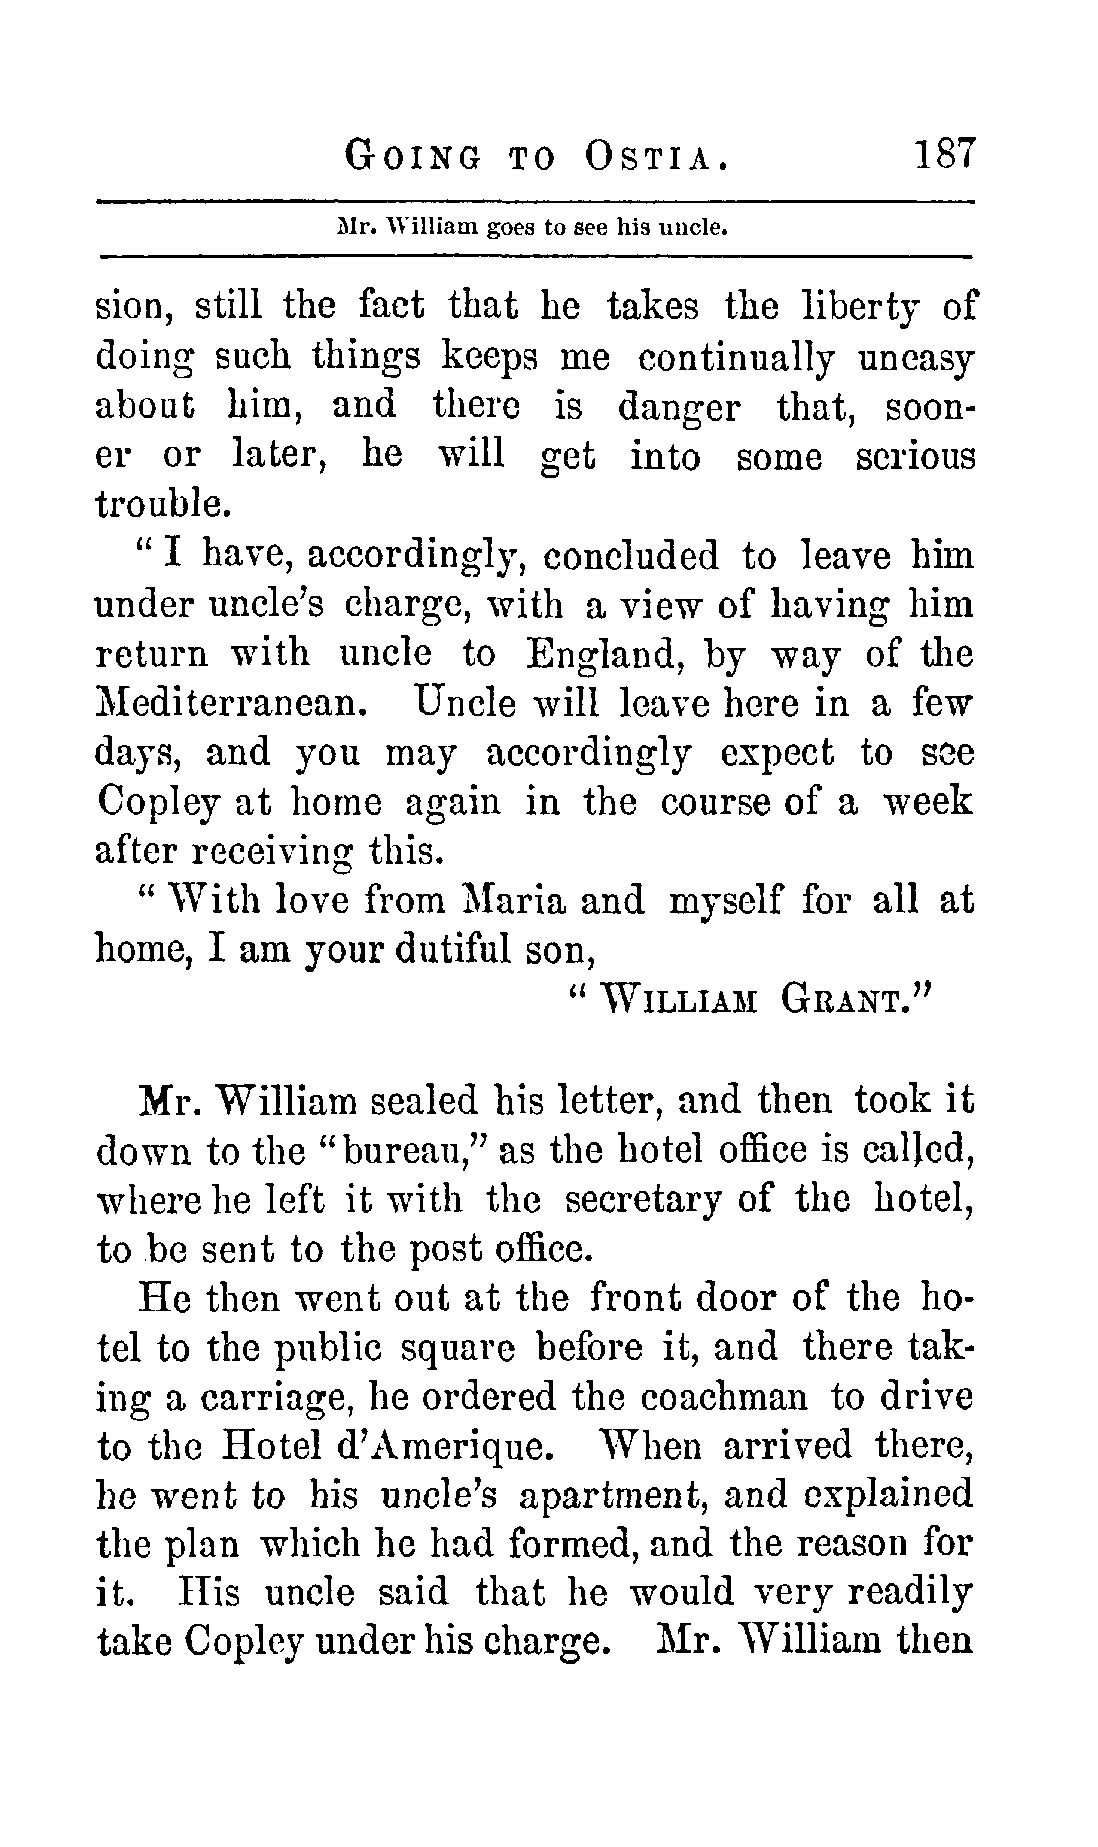 GOING TO OSTIA. 187
Mr. William goes to see his uncle.
sion, still the fact that he takes the liberty of
doing such things keeps me continually uneasy
about him, and there is danger that, soon-
er or later, he will get into some serious
trouble.
"I have, accordingly, concluded to leave him
under uncle's charge, with a view of having him
return with uncle to England, by way of the
Mediterranean. Uncle will leave here in a few
days, and you may accordingly expect to see
Copley at home again in the course of a week
after receiving this.
"With love from Maria and myself for all at
home, I am your dutiful son,
"WILLIAM GRANT."
Mr. William sealed his letter, and then took it
down to the "bureau," as the hotel office is called,
where he left it with the secretary of the hotel,
to be sent to the post office.
He then went out at the front door of the ho-
tel to the public square before it, and there tak-
ing a carriage, he ordered the coachman to drive
to the Hotel d'Amerique. When arrived there,
he went to his uncle's apartment, and explained
the plan which he had formed, and the reason for
it. His uncle said that he would very readily
take Copley under his charge. Mr. William then